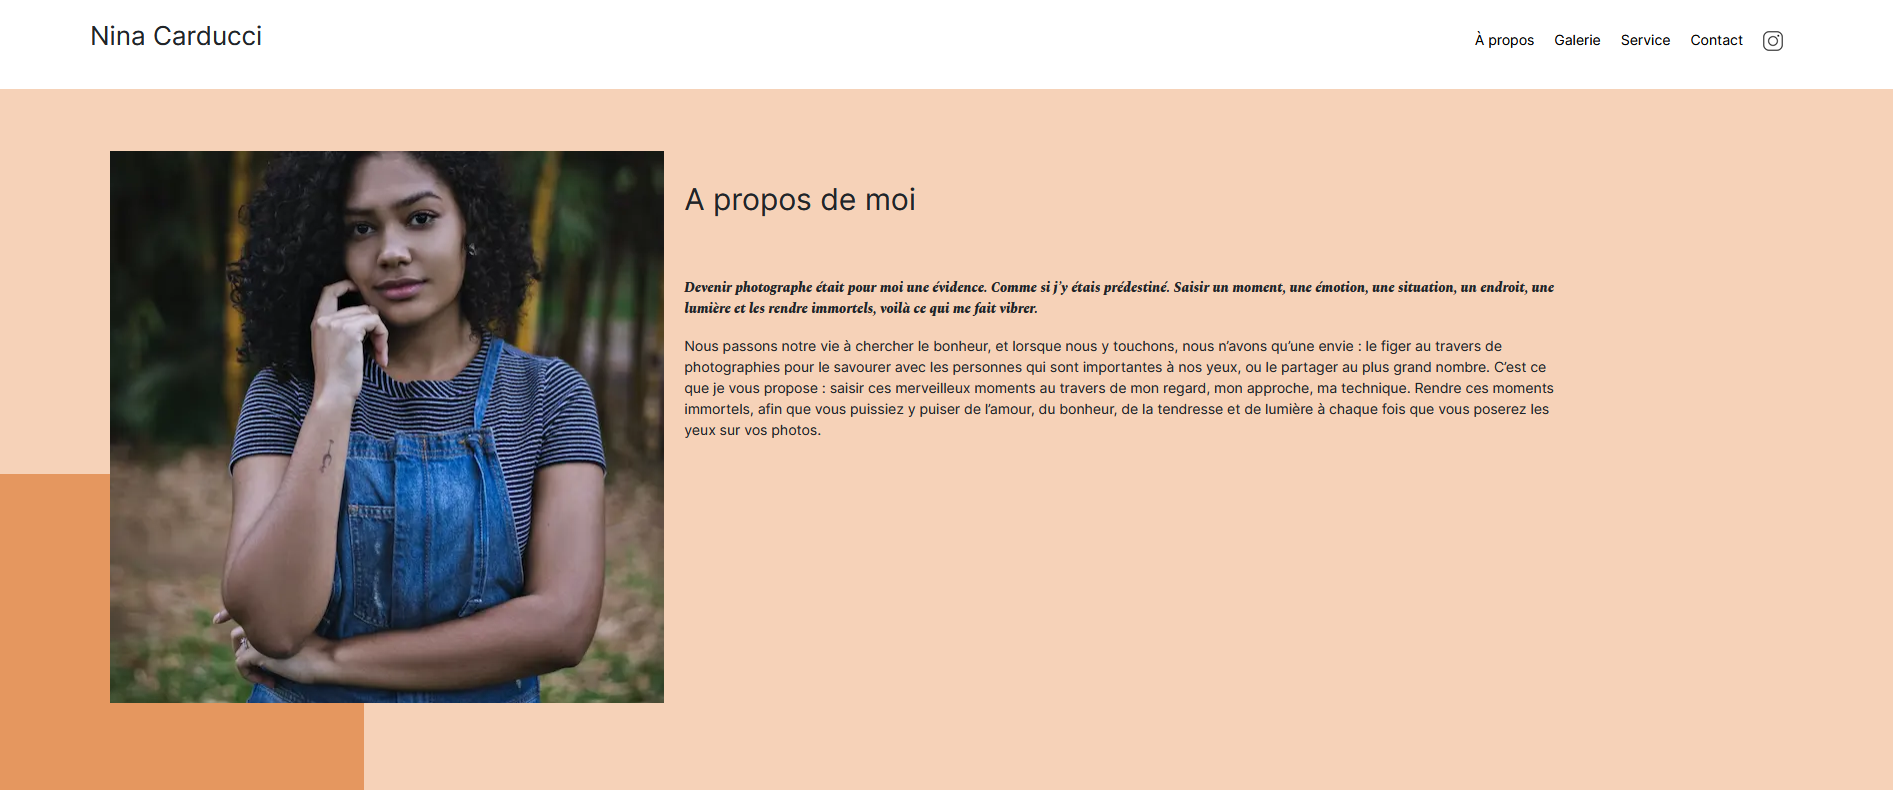 Nina Carducci
À propos Galerie Service Contact
A propos de moi
Devenir photographe était pour moi une évidence. Comme si j'y étais prédestiné. Saisir un moment, une émotion, une situation, un endroit, une
lumière et les rendre immortels, voilà ce qui me fait vibrer.
Nous passons notre vie à chercher le bonheur, et lorsque nous y touchons, nous n’avons qu’une envie : le figer au travers de
photographies pour le savourer avec les personnes qui sont importantes à nos yeux, ou le partager au plus grand nombre. C’est ce
que je vous propose : saisir ces merveilleux moments au travers de mon regard, mon approche, ma technique. Rendre ces moments
immortels, afin que vous puissiez y puiser de l’amour, du bonheur, de la tendresse et de lumière à chaque fois que vous poserez les
yeux sur vos photos.